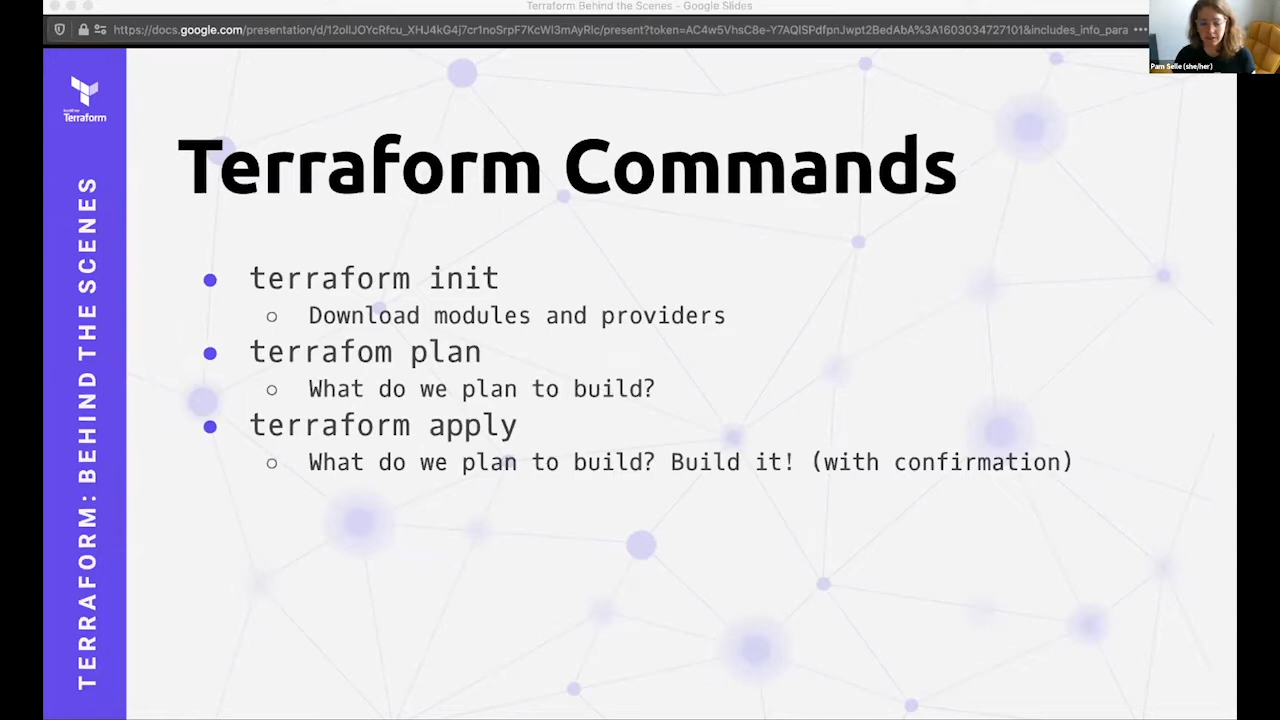 Terraform Behind the Scenes - Google Slides
https://docs.google.com/presentation/d/12ollJOYcRfcu_XHJ4kG4j7cr1noSrpF7KcWl3mAyRlc/present?token=AC4w5VhsC8e-Y7AQlSPdfpnJwpt2BedAbA%3A1603034727101&includes_info_para
Pam Selle (she/her)
Terraform
TERRAFORM: BEHIND THE SCENES
Terraform Commands
terraform init
Download modules and providers
terrafom plan
What do we plan to build?
terraform apply
What do we plan to build? Build it! (with confirmation)